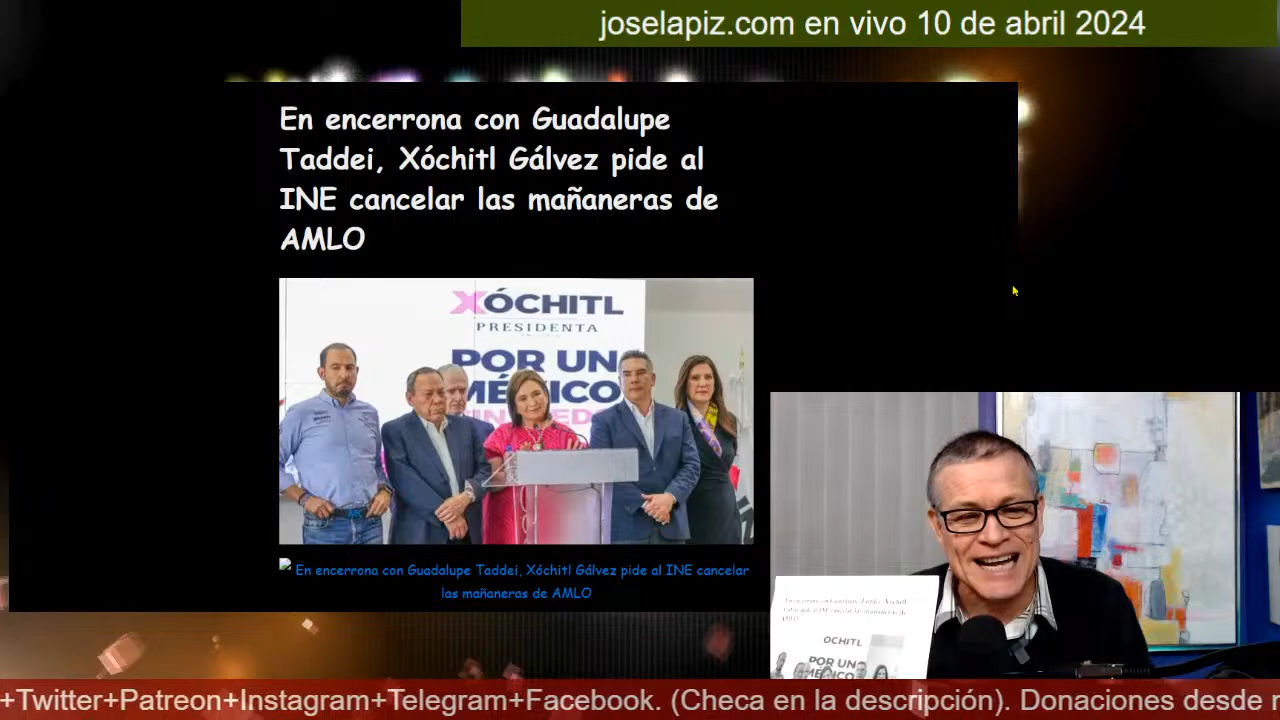 joselapiz.com en vivo 10 de abril 2024
En encerrona con Guadalupe
Taddei, Xóchitl Gálvez pide al
INE cancelar las mañaneras de
AMLO
XÓCHITL
PRESIDENTA
POR UN
MÉXICO
En encerrona con Guadalupe Taddei, Xóchitl Gálvez pide al INE cancelar
las mañaneras de AMLO
OCHITL
POR UN
+Twitter+Patreon+Instagram+Telegram+Facebook. (Checa en la descripción). Donaciones desde